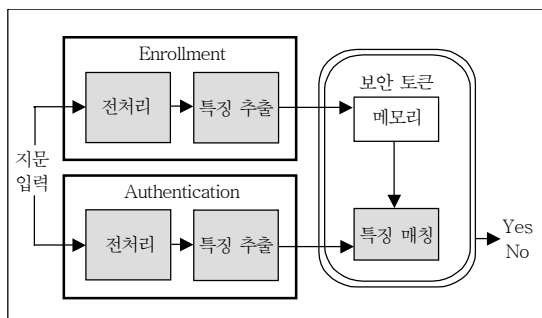 Enrollment
전처리
특징 추출
보안 토큰
메모리
지문
입력
Authentication
전처리
특징 추출
특징 매칭
Yes
No